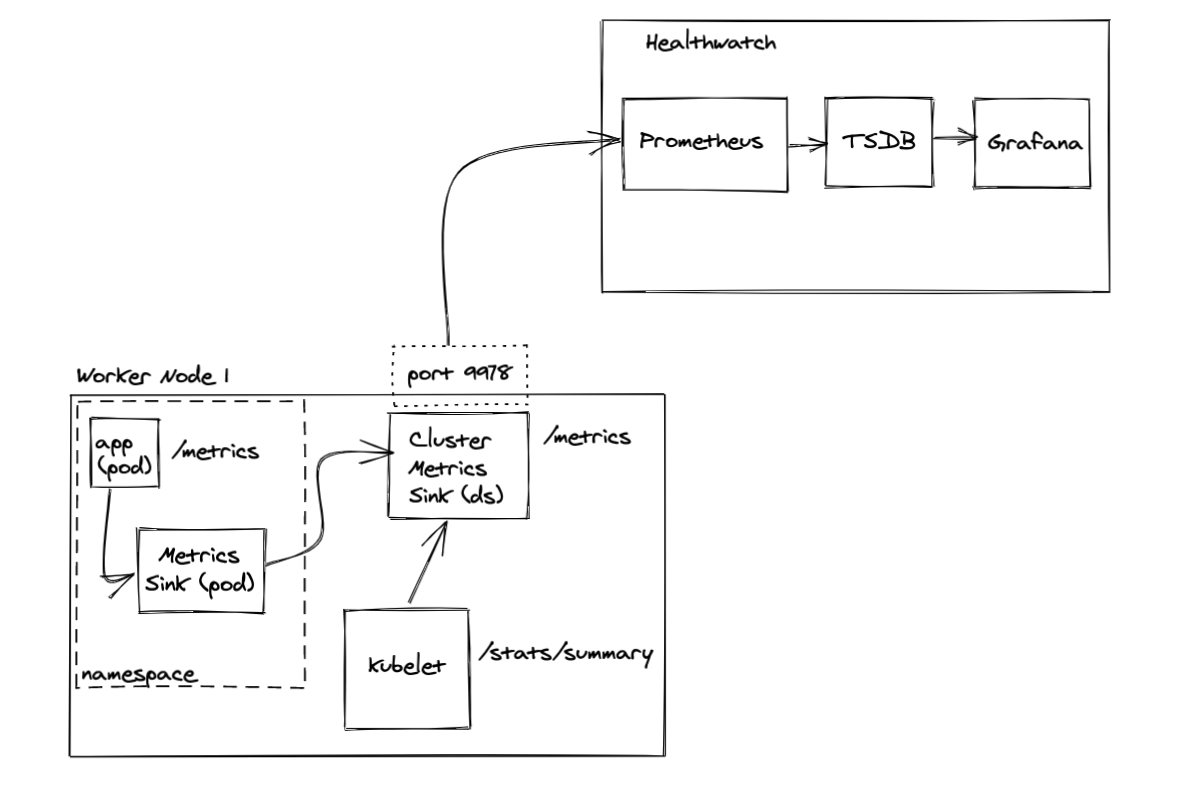 Healthwatch
Prometheus
TSDB
Grafana
Worker Node 1
port 9978
app
(pod)
/metrics
Cluster
Metrics
Sink (ds)
/metrics
Metrics
Sink (pod)
namespace
kubelet
/stats/summary